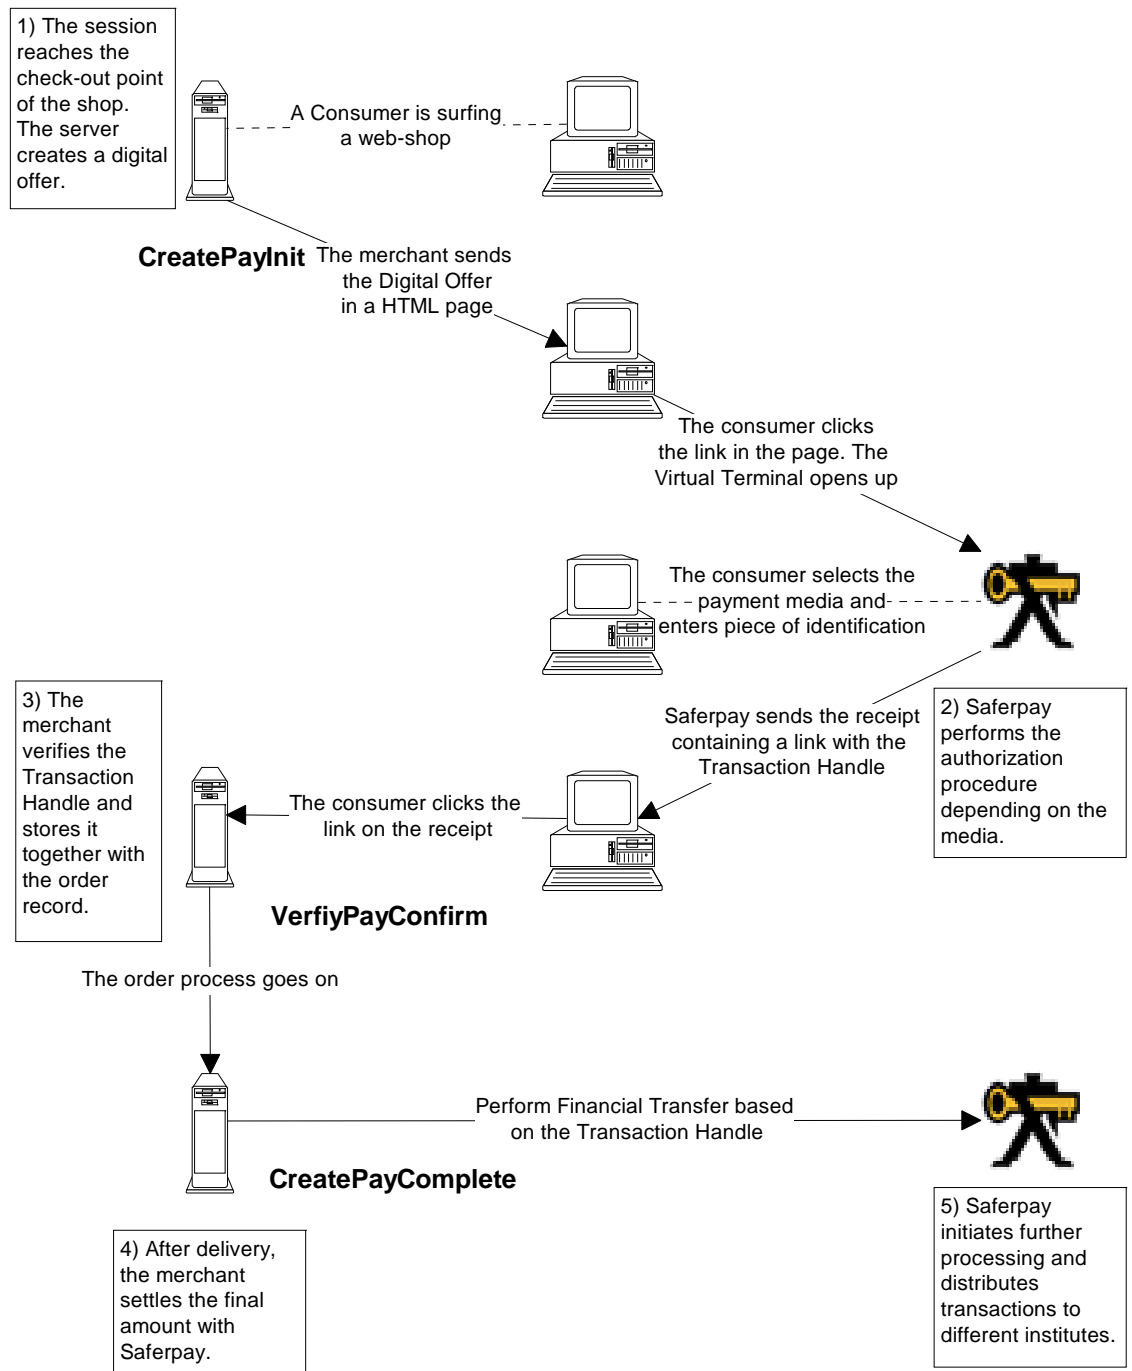 1) The session
reaches the
check-out point
of the shop.
The server
creates a digital
offer.
A Consumer is surfing
a web-shop
CreatePayInit
The merchant sends
the Digital Offer
in a HTML page
The consumer clicks
the link in the page. The
Virtual Terminal opens up
The consumer selects the
payment media and
enters piece of identification
2) Saferpay
performs the
authorization
procedure
depending on the
media.
Saferpay sends the receipt
containing a link with the
Transaction Handle
The consumer clicks the
link on the receipt
3) The
merchant
verifies the
Transaction
Handle and
stores it
together with
the order
record.
VerfiyPayConfirm
The order process goes on
Perform Financial Transfer based
on the Transaction Handle
CreatePayComplete
4) After delivery,
the merchant
settles the final
amount with
Saferpay.
5) Saferpay
initiates further
processing and
distributes
transactions to
different institutes.